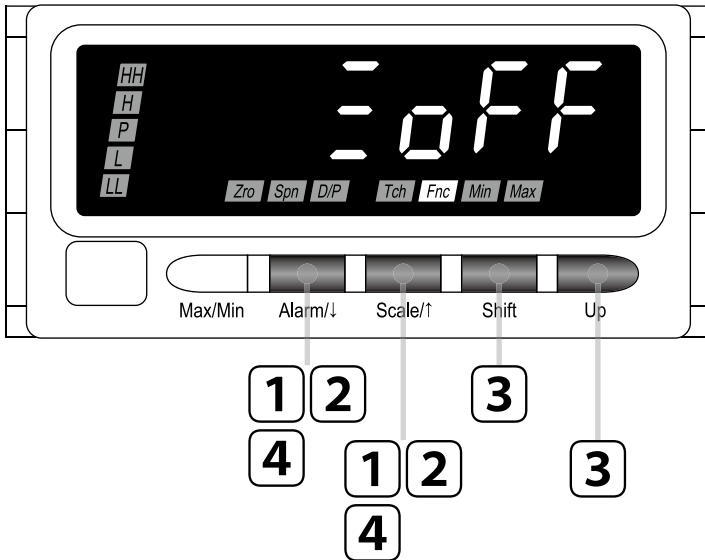 HH
H
P
L
LL
≡oFF
Zro Spn D/P Tch Fnc Min Max
Max/Min Alarm/↓ Scale/↑ Shift Up
1 2 3
4
1 2 3
4